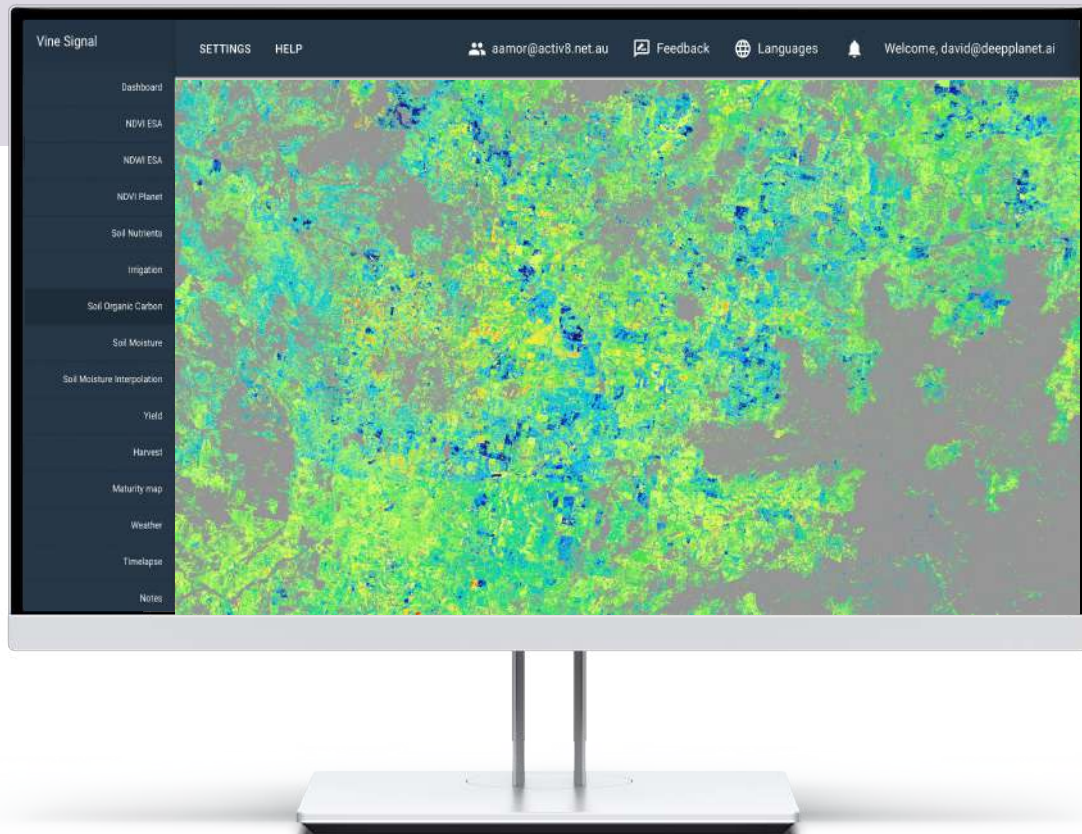 Vine Signal
SETTINGS HELP aamor@activ8.net.au Feedback Languages Welcome, david@deepplanet.ai
Dashboard
NDVI ESA
NDWI ESA
NDVI Planet
Soil Nutrients
Irrigation
Soil Organic Carbon
Soil Moisture
Soil Moisture Interpolation
Yield
Harvest
Maturity map
Weather
Timelapse
Notes